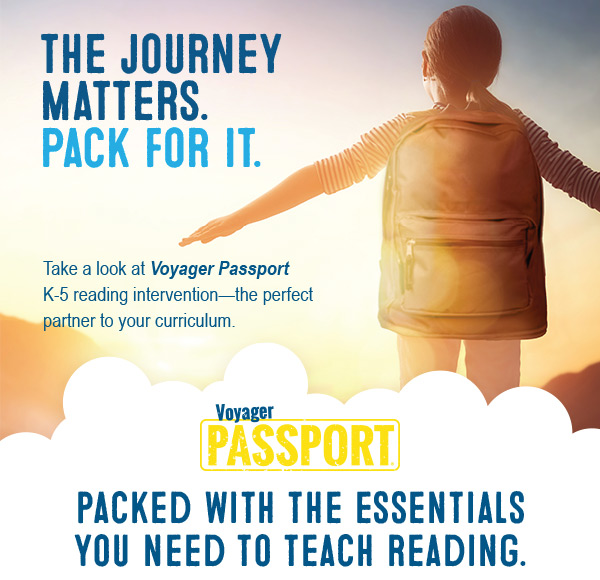 THE JOURNEY
MATTERS.
PACK FOR IT.
Take a look at Voyager Passport
K-5 reading intervention—the perfect
partner to your curriculum.
Voyager
PASSPORT
PACKED WITH THE ESSENTIALS
YOU NEED TO TEACH READING.